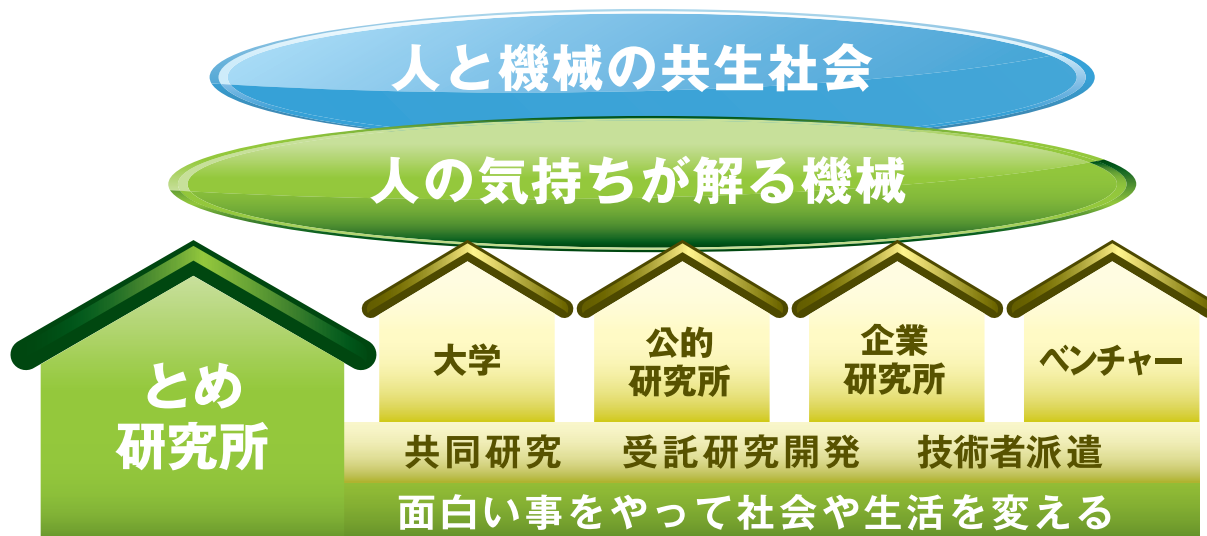 人と機械の共生社会
人の気持ちが解る機械
とめ
研究所
大学
公的
研究所
企業
研究所
ベンチャー
共同研究 受託研究開発 技術者派遣
面白い事をやって社会や生活を変える